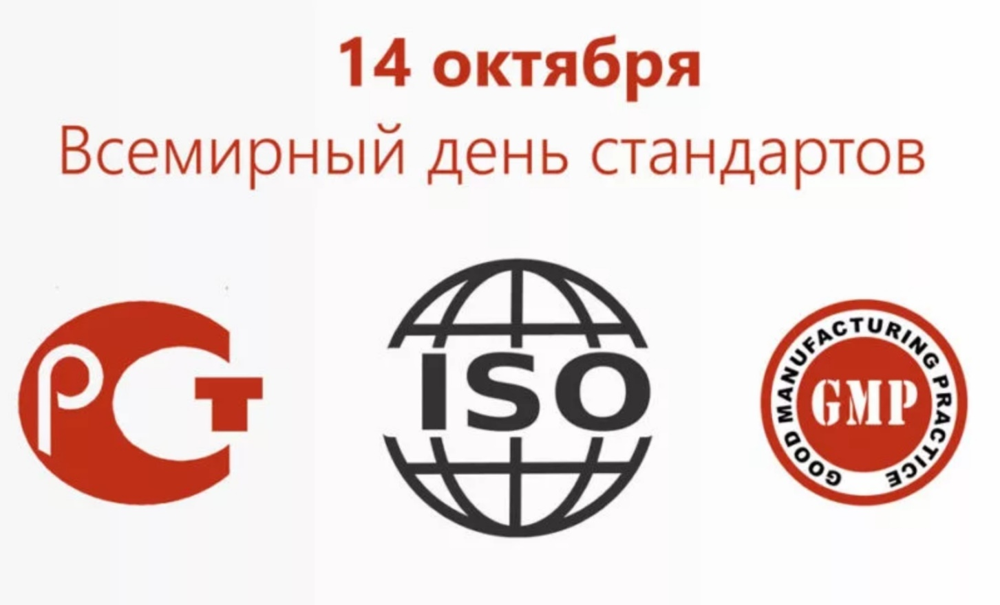 14 октября
Всемирный день стандартов
РСТ
ISO
GOOD MANUFACTURING PRACTICE
GMP